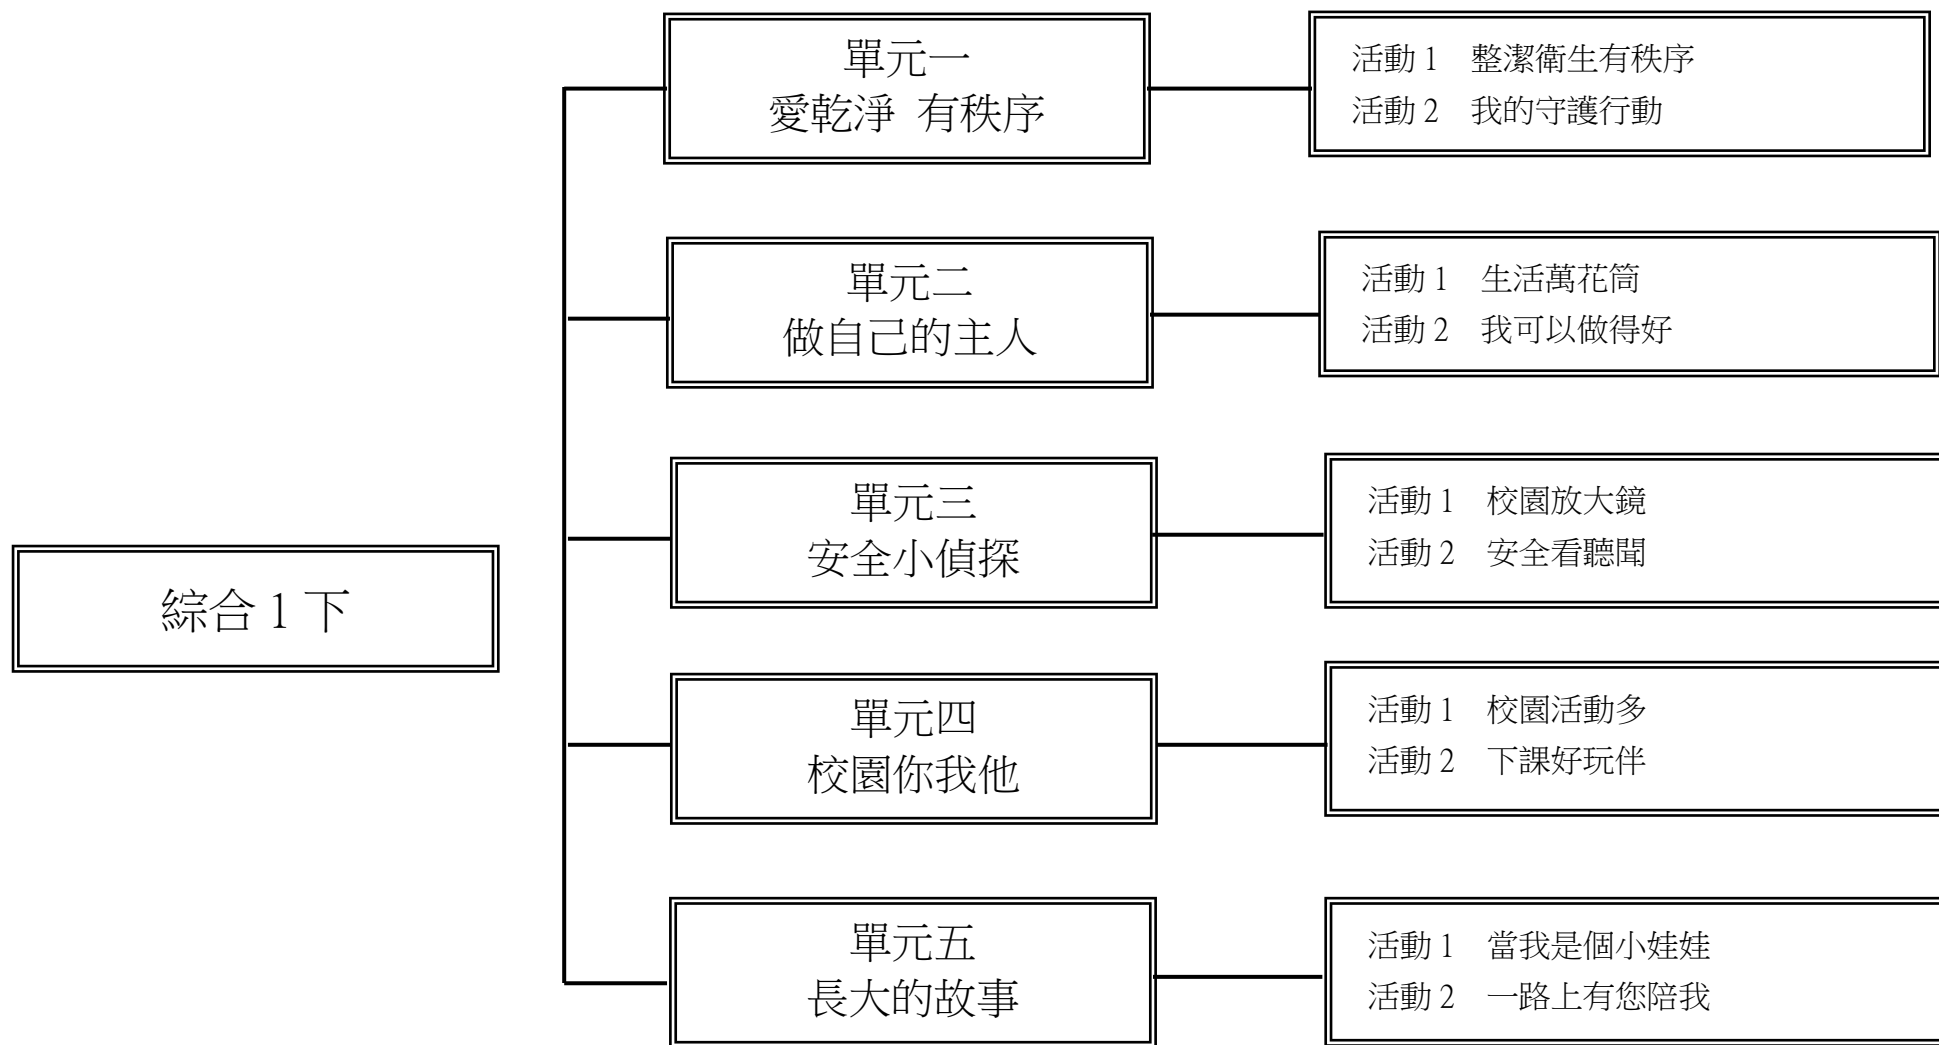 綜合1下
單元一
愛乾淨 有秩序
活動1 整潔衛生有秩序
活動2 我的守護行動
單元二
做自己的主人
活動1 生活萬花筒
活動2 我可以做得好
單元三
安全小偵探
活動1 校園放大鏡
活動2 安全看聽聞
單元四
校園你我他
活動1 校園活動多
活動2 下課好玩伴
單元五
長大的故事
活動1 當我是個小娃娃
活動2 一路上有您陪我